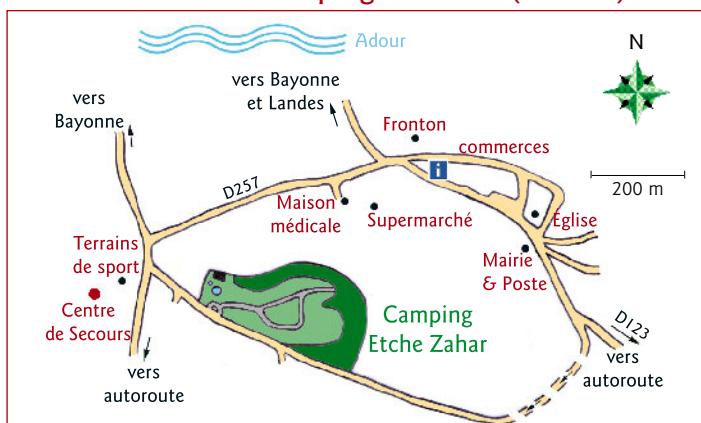 Adour
N
vers Bayonne
et Landes
vers
Bayonne
Fronton
commerces
i
200 m
D257
Maison
médicale
Supermarché
Eglise
Terrains
de sport
Mairie
& Poste
Centre
de Secours
Camping
Etche Zahar
D123
vers
autoroute
vers
autoroute